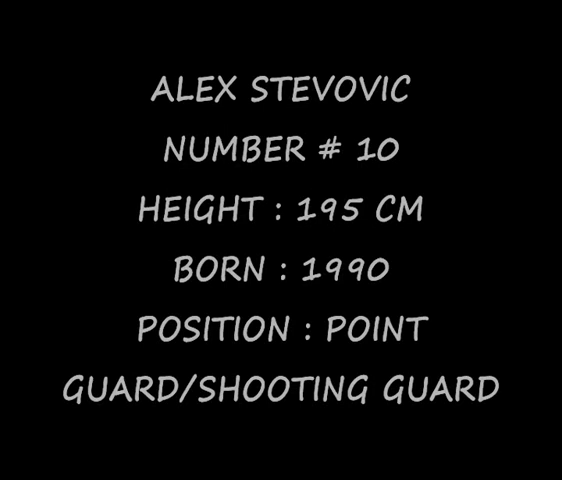 ALEX STEVOVIC
NUMBER # 10
HEIGHT : 195 CM
BORN : 1990
POSITION : POINT
GUARD/SHOOTING GUARD